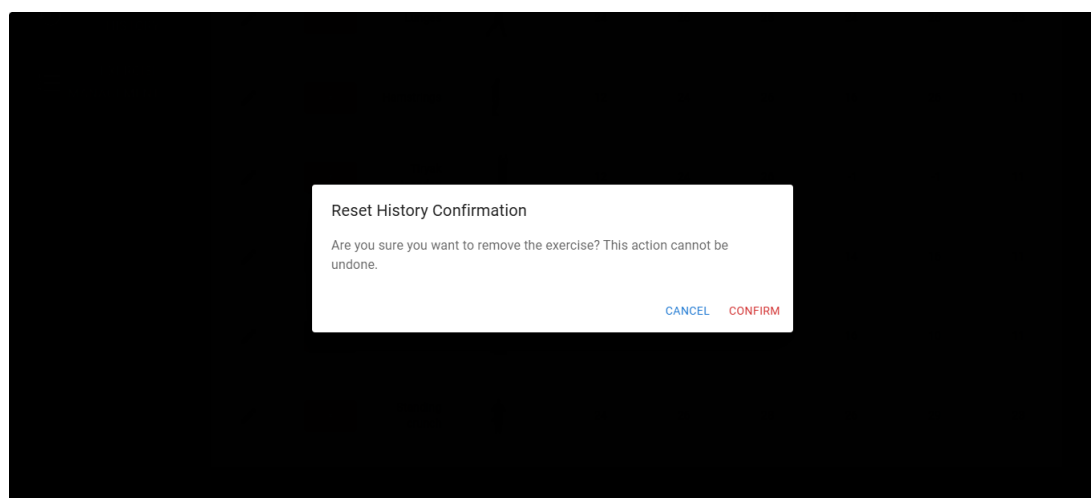 Reset History Confirmation
Are you sure you want to remove the exercise? This action cannot be
undone.
CANCEL CONFIRM